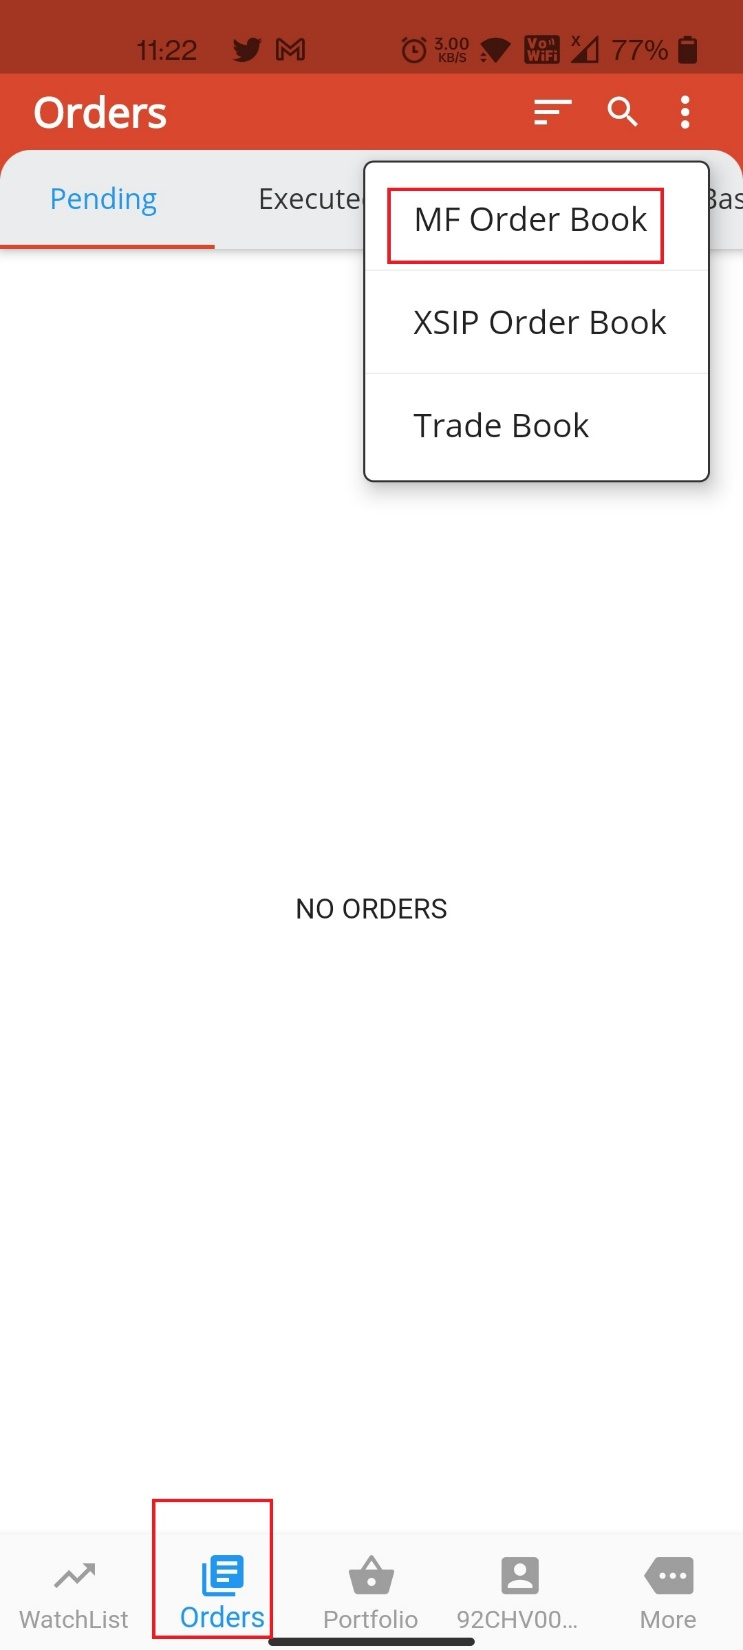 11:22 3.00 KB/S Vo WiFi X 77%
Orders
Pending Execute Bas
MF Order Book
XSIP Order Book
Trade Book
NO ORDERS
WatchList Orders Portfolio 92CHV00... More